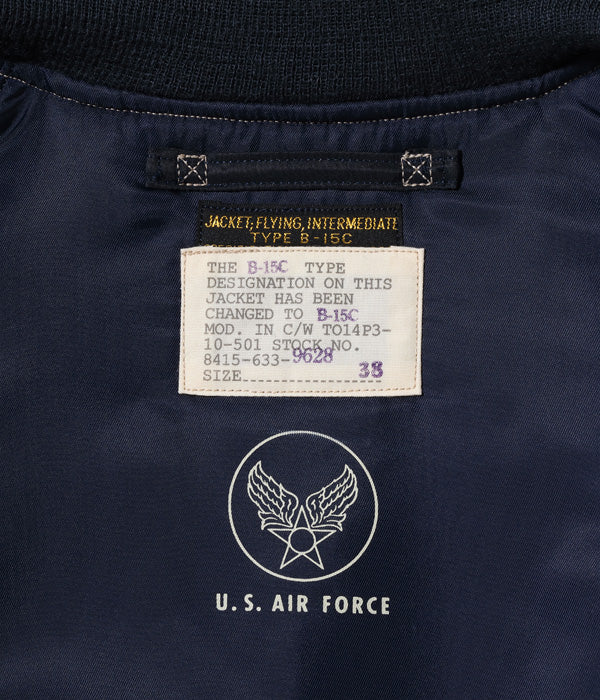 JACKET, FLYING, INTERMEDIATE
TYPE B-15C
THE B-15C TYPE
DESIGNATION ON THIS
JACKET HAS BEEN
CHANGED TO B-15C
MOD. IN C/W TO14P3-
10-501 STOCK NO.
8415-633-9628
SIZE 38
U.S. AIR FORCE